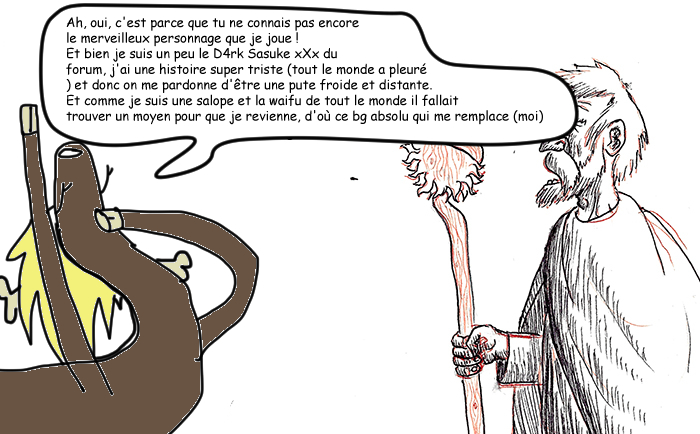 Ah, oui, c'est parce que tu ne connais pas encore
le merveilleux personnage que je joue !
Et bien je suis un peu le D4rk Sasuke xXx du
forum, j'ai une histoire super triste (tout le monde a pleuré
) et donc on me pardonne d'être une pute froide et distante.
Et comme je suis une salope et la waifu de tout le monde il fallait
trouver un moyen pour que je revienne, d'où ce bg absolu qui me remplace (moi)